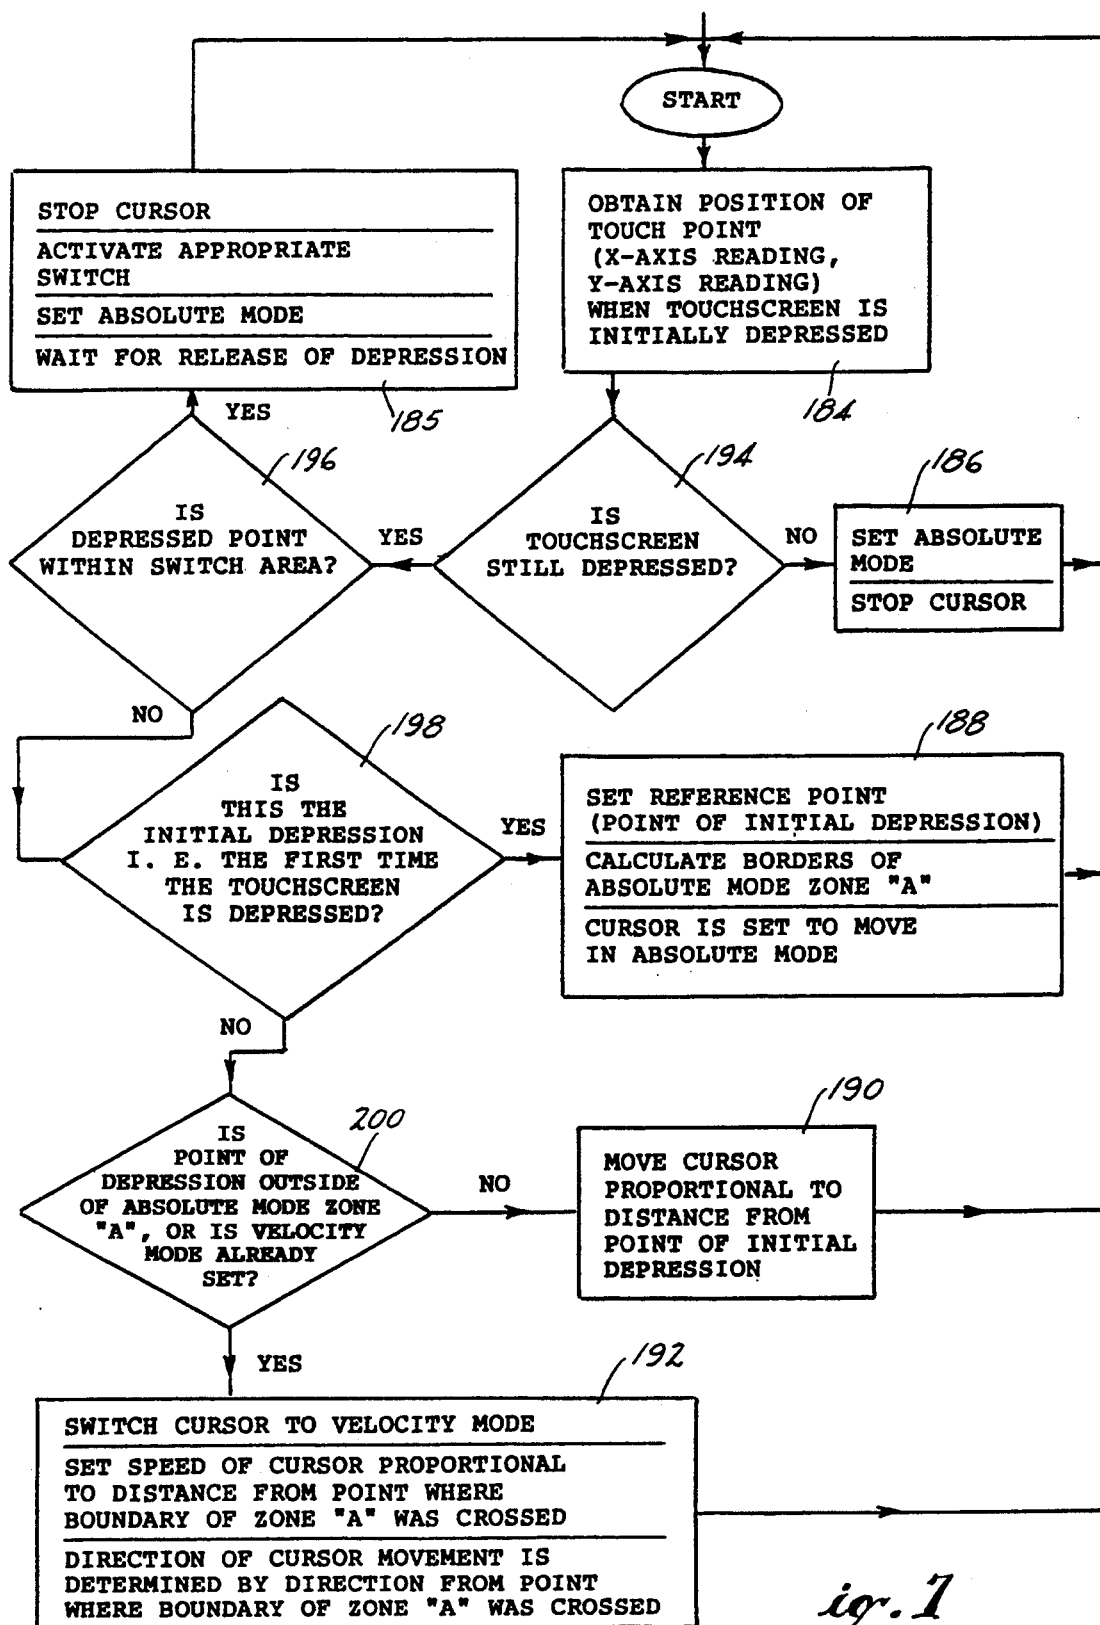 START
STOP CURSOR
ACTIVATE APPROPRIATE
SWITCH
SET ABSOLUTE MODE
WAIT FOR RELEASE OF DEPRESSION
185
OBTAIN POSITION OF
TOUCH POINT
(X-AXIS READING,
Y-AXIS READING)
WHEN TOUCHSCREEN IS
INITIALLY DEPRESSED
184
YES
196
IS
DEPRESSED POINT
WITHIN SWITCH AREA?
YES
194
IS
TOUCHSCREEN
STILL DEPRESSED?
NO
186
SET ABSOLUTE
MODE
STOP CURSOR
NO
198
IS
THIS THE
INITIAL DEPRESSION
I. E. THE FIRST TIME
THE TOUCHSCREEN
IS DEPRESSED?
YES
188
SET REFERENCE POINT
(POINT OF INITIAL DEPRESSION)
CALCULATE BORDERS OF
ABSOLUTE MODE ZONE "A"
CURSOR IS SET TO MOVE
IN ABSOLUTE MODE
NO
200
IS
POINT OF
DEPRESSION OUTSIDE
OF ABSOLUTE MODE ZONE
"A", OR IS VELOCITY
MODE ALREADY
SET?
NO
190
MOVE CURSOR
PROPORTIONAL TO
DISTANCE FROM
POINT OF INITIAL
DEPRESSION
YES
192
SWITCH CURSOR TO VELOCITY MODE
SET SPEED OF CURSOR PROPORTIONAL
TO DISTANCE FROM POINT WHERE
BOUNDARY OF ZONE "A" WAS CROSSED
DIRECTION OF CURSOR MOVEMENT IS
DETERMINED BY DIRECTION FROM POINT
WHERE BOUNDARY OF ZONE "A" WAS CROSSED
ig. 7